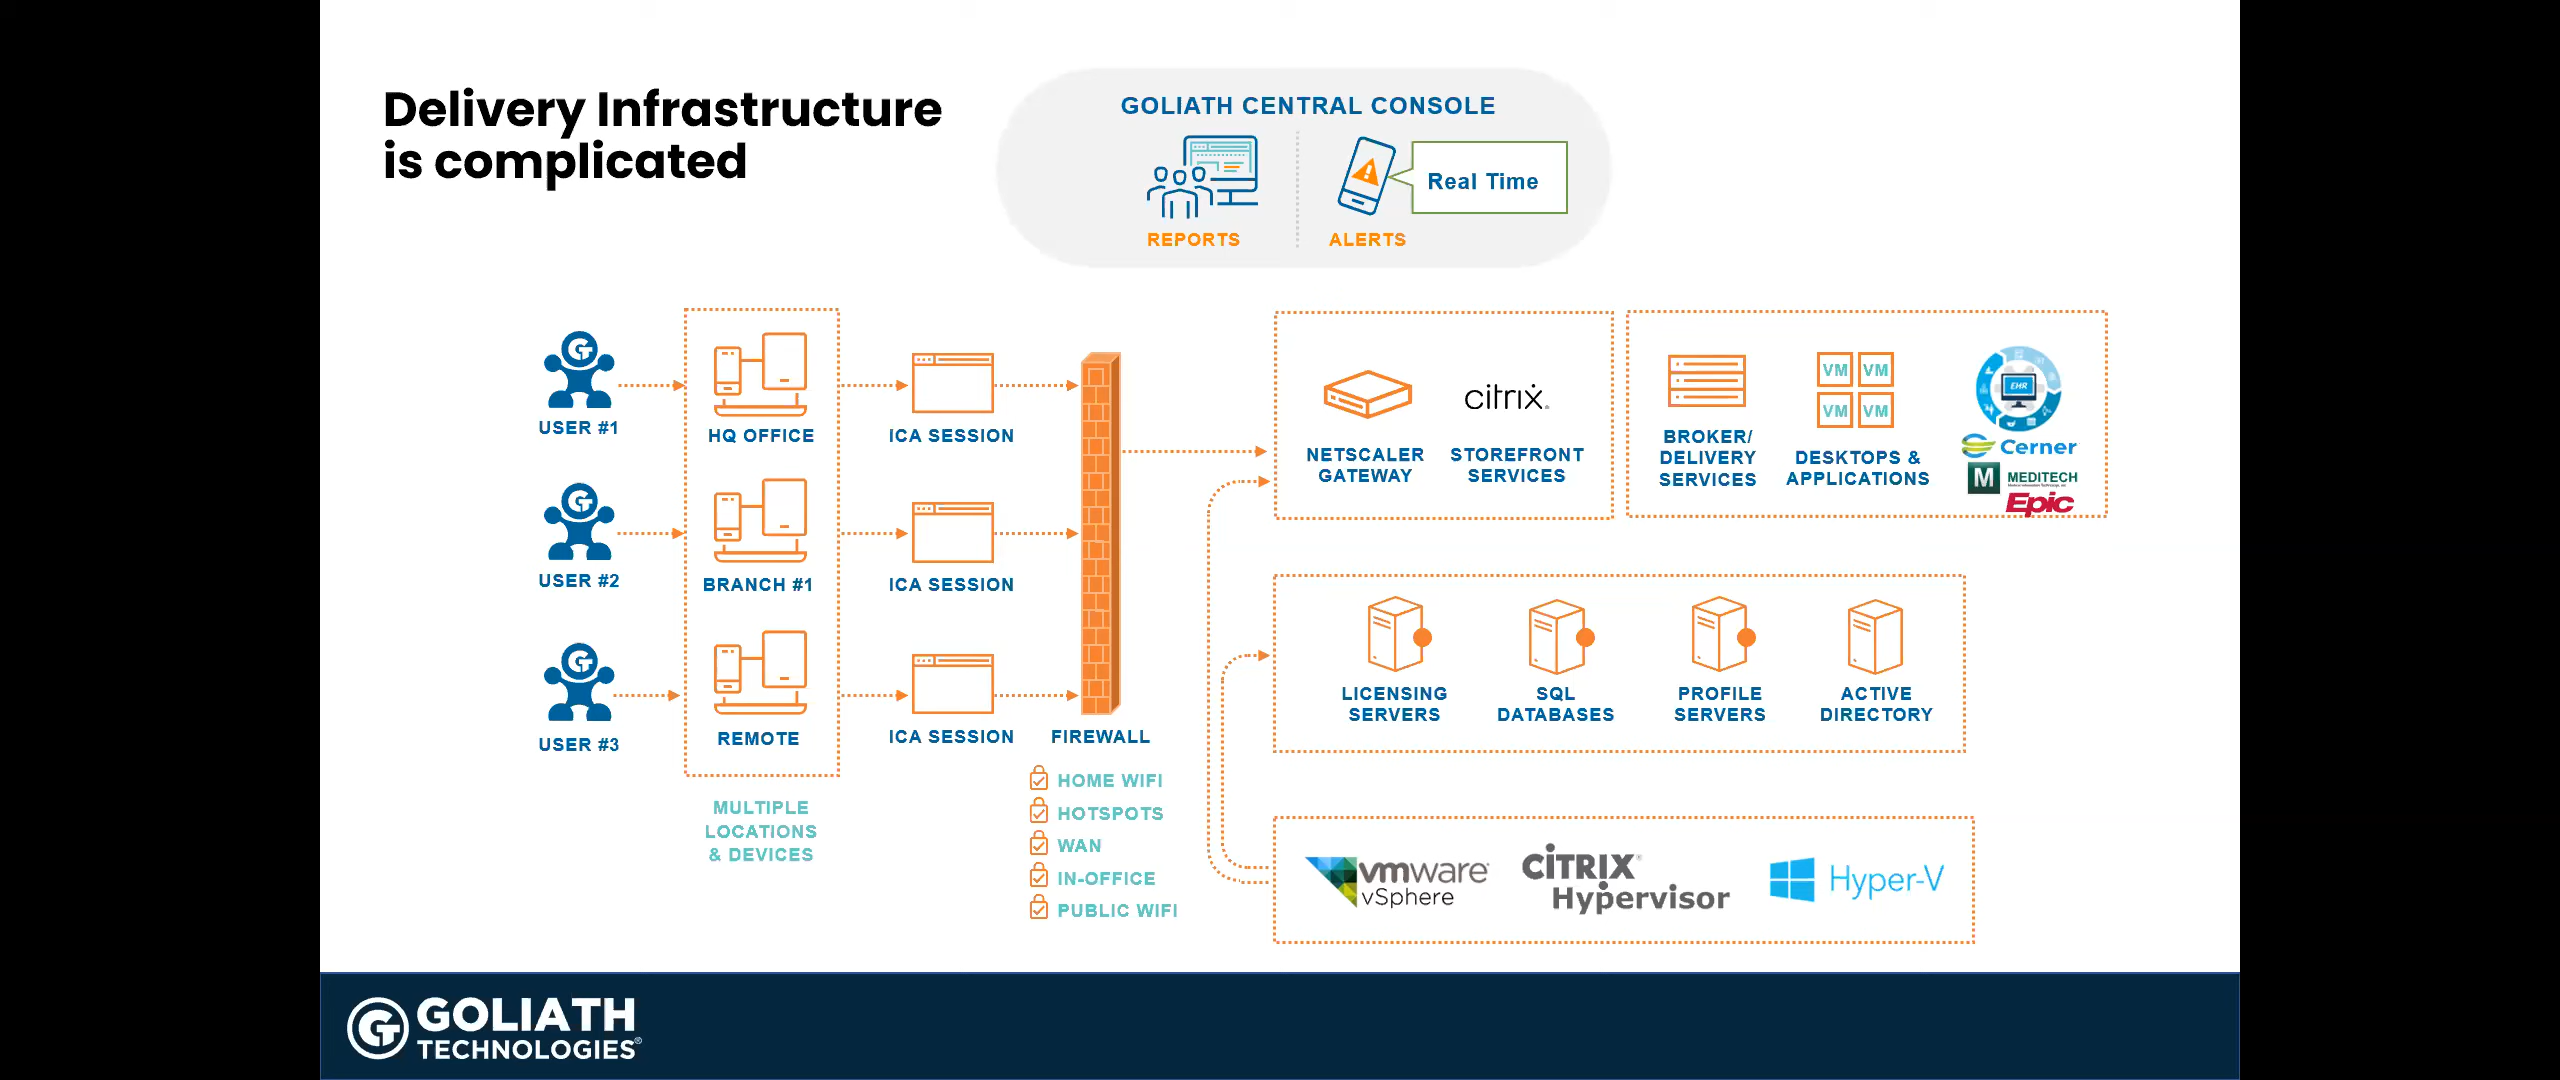 Delivery Infrastructure
is complicated
GOLIATH CENTRAL CONSOLE
REPORTS
ALERTS
Real Time
USER #1
HQ OFFICE
ICA SESSION
USER #2
BRANCH #1
ICA SESSION
USER #3
REMOTE
ICA SESSION
FIREWALL
MULTIPLE
LOCATIONS
& DEVICES
HOME WIFI
HOTSPOTS
WAN
IN-OFFICE
PUBLIC WIFI
NETSCALER
GATEWAY
citrix.
STOREFRONT
SERVICES
BROKER/
DELIVERY
SERVICES
VM VM
VM VM
DESKTOPS &
APPLICATIONS
EHR
Cerner
M MEDITECH
Epic
LICENSING
SERVERS
SQL
DATABASES
PROFILE
SERVERS
ACTIVE
DIRECTORY
vmware
vSphere
CITRIX
Hypervisor
Hyper-V
GOLIATH
TECHNOLOGIES®